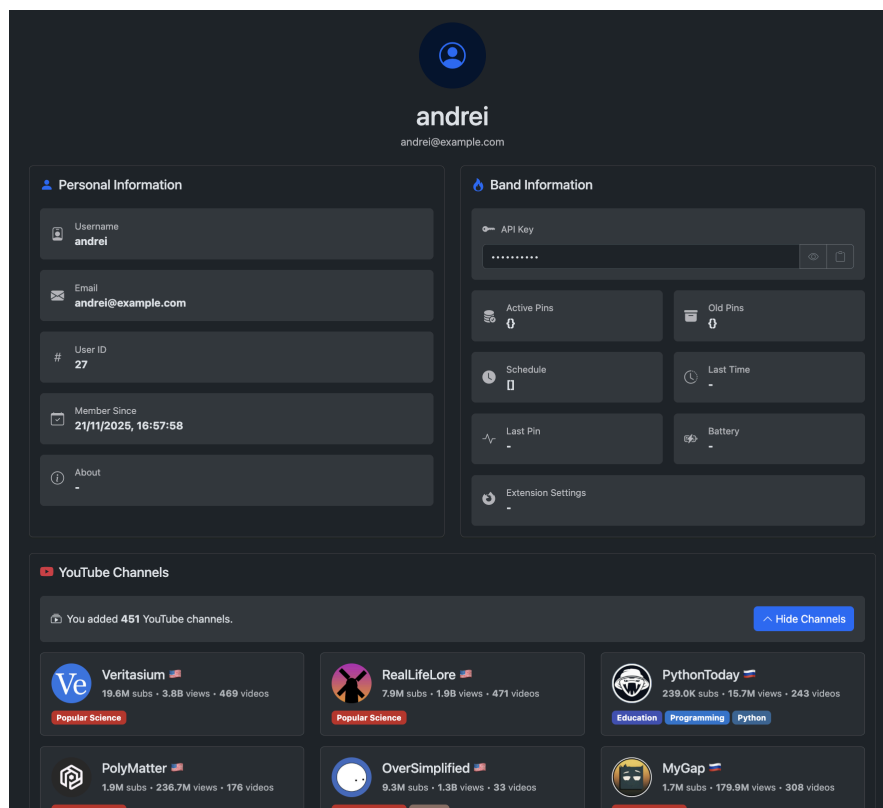 andrei
andrei@example.com
Personal Information
Username
andrei
Email
andrei@example.com
#
User ID
27
Member Since
21/11/2025, 16:57:58
About
-
Band Information
API Key
••••••••••
Active Pins
{}
Old Pins
{}
Schedule
[]
Last Time
-
Last Pin
-
Battery
-
Extension Settings
-
YouTube Channels
You added 451 YouTube channels.
Hide Channels
Ve
Veritasium 🇺🇸
19.6M subs • 3.8B views • 469 videos
Popular Science
RealLifeLore 🇺🇸
7.9M subs • 1.9B views • 471 videos
Popular Science
PythonToday 🇷🇺
239.0K subs • 15.7M views • 243 videos
Education Programming Python
PolyMatter 🇺🇸
1.9M subs • 236.7M views • 176 videos
OverSimplified 🇺🇸
9.3M subs • 1.3B views • 33 videos
MyGap 🇷🇺
1.7M subs • 179.9M views • 308 videos